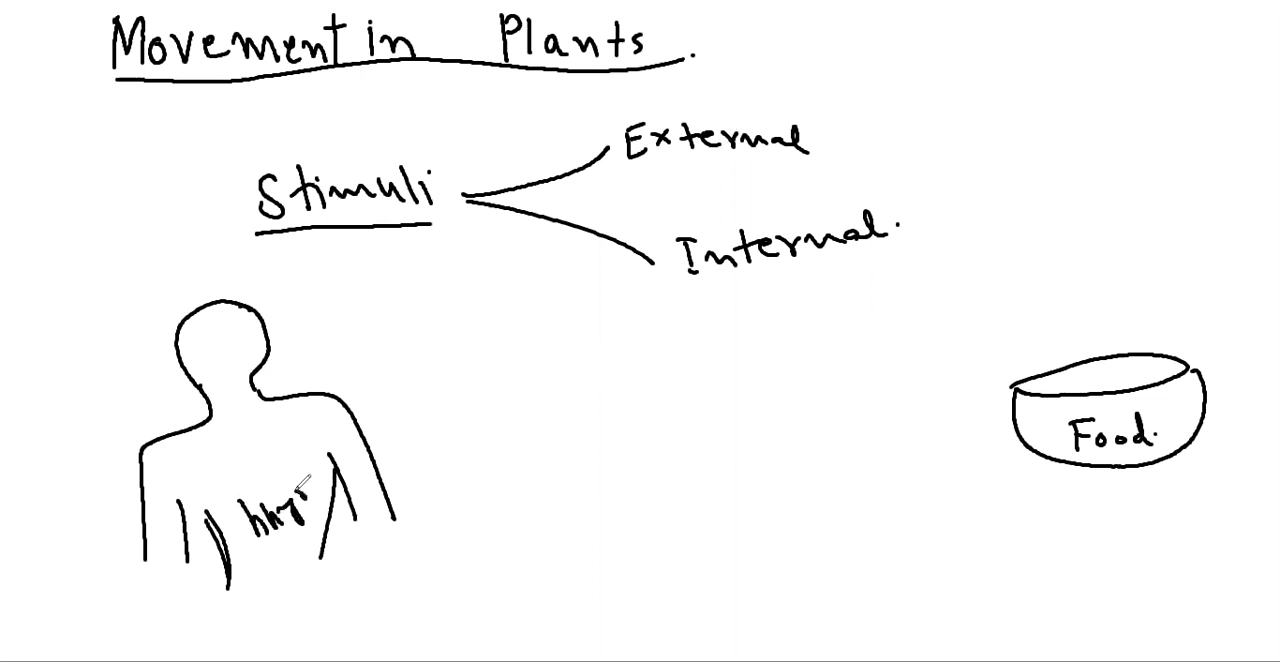 Movement in Plants.
Stimuli
External
Internal.
Food.